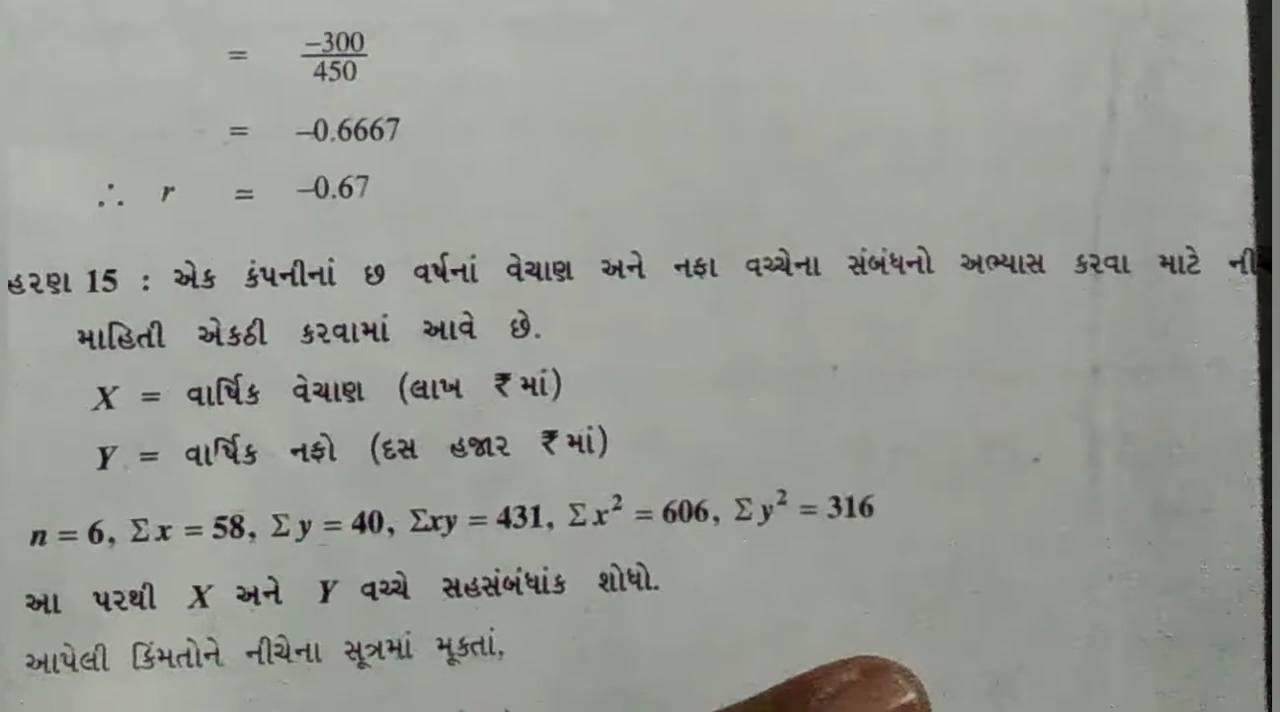 = −300/450
= −0.6667
∴ r = −0.67
15 : એક કંપનીનાં છ વર્ષનાં વેચાણ અને નફા વચ્ચેના સંબંધનો અભ્યાસ કરવા માટે
માહિતી એકઠી કરવામાં આવે છે.
X = વાર્ષિક વેચાણ (લાખ ₹ માં)
Y = વાર્ષિક નફો (દસ હજાર ₹ માં)
n = 6, Σx = 58, Σy = 40, Σxy = 431, Σx² = 606, Σy² = 316
આ પરથી X અને Y વચ્ચે સહસંબંધાંક શોધો.
આપેલી કિંમતોને નીચેના સૂત્રમાં મૂકતાં,